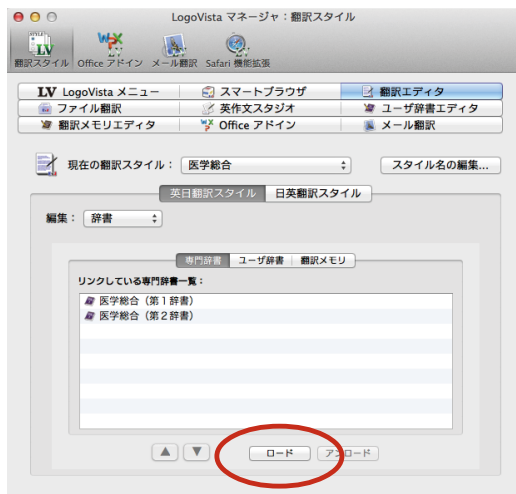 LogoVista マネージャ：翻訳スタイル
翻訳スタイル Office アドイン メール翻訳 Safari 機能拡張
LV LogoVista メニュー スマートブラウザ 翻訳エディタ
ファイル翻訳 英作文スタジオ ユーザ辞書エディタ
翻訳メモリエディタ Office アドイン メール翻訳
現在の翻訳スタイル： 医学総合 スタイル名の編集...
英日翻訳スタイル 日英翻訳スタイル
編集： 辞書
専門辞書 ユーザ辞書 翻訳メモリ
リンクしている専門辞書一覧：
医学総合（第１辞書）
医学総合（第２辞書）
ロード アンロード